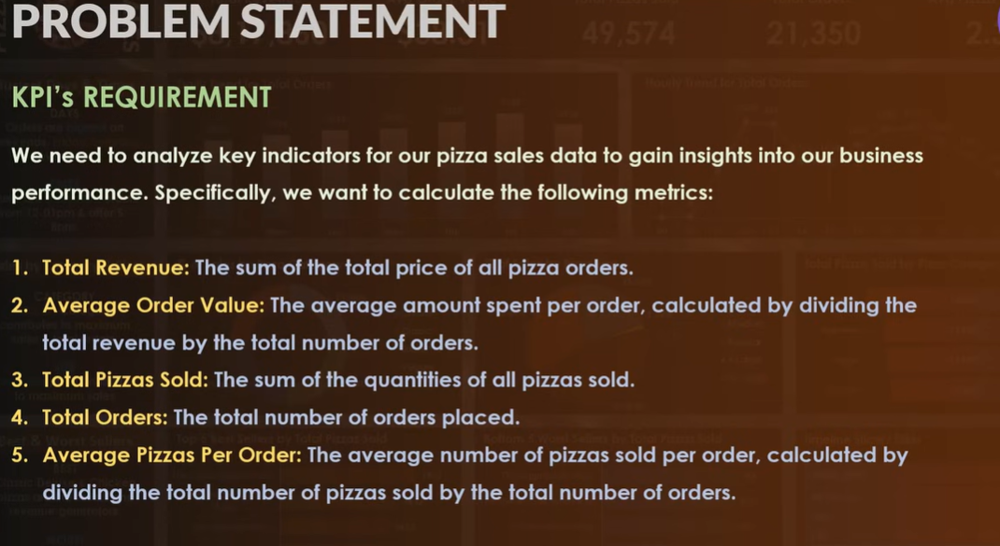 PROBLEM STATEMENT
49,574
21,350
KPI's REQUIREMENT
We need to analyze key indicators for our pizza sales data to gain insights into our business
performance. Specifically, we want to calculate the following metrics:
1. Total Revenue: The sum of the total price of all pizza orders.
2. Average Order Value: The average amount spent per order, calculated by dividing the
total revenue by the total number of orders.
3. Total Pizzas Sold: The sum of the quantities of all pizzas sold.
4. Total Orders: The total number of orders placed.
5. Average Pizzas Per Order: The average number of pizzas sold per order, calculated by
dividing the total number of pizzas sold by the total number of orders.